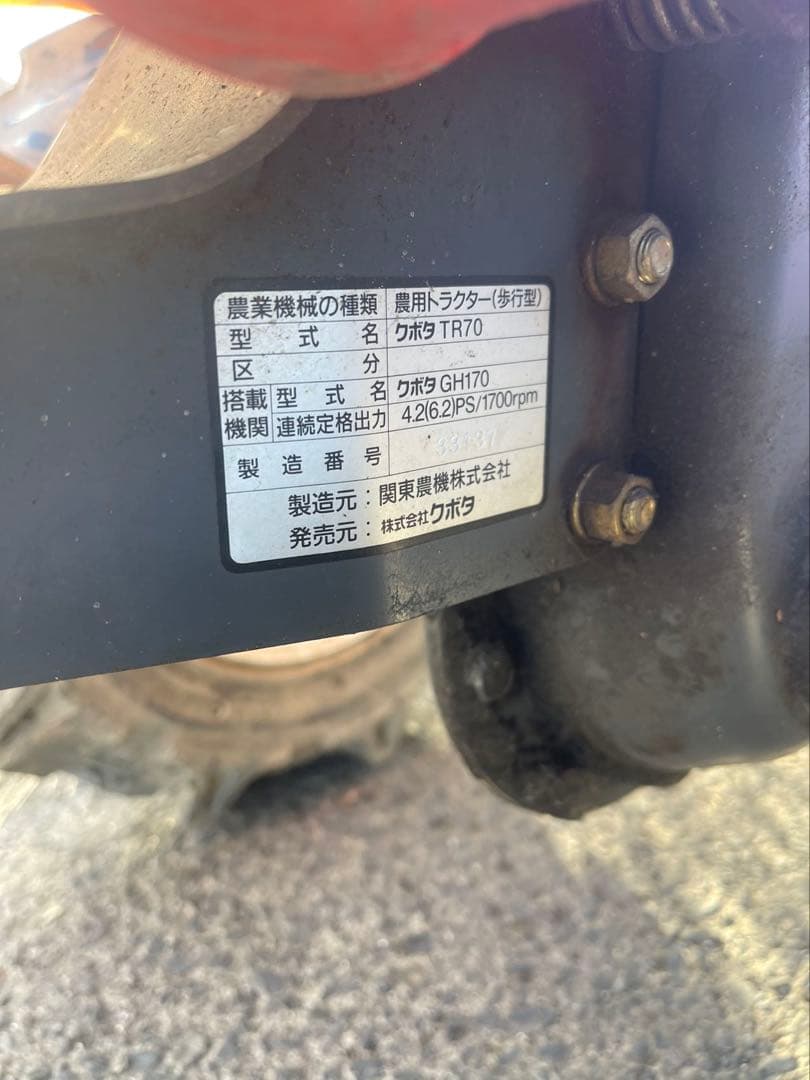 農業機械の種類 農用トラクター(歩行型)
型式名 クボタ TR70
区分
搭載機関 型式名 クボタ GH170
連続定格出力 4.2(6.2)PS/1700rpm
製造番号
製造元:関東農機株式会社
発売元:株式会社クボタ